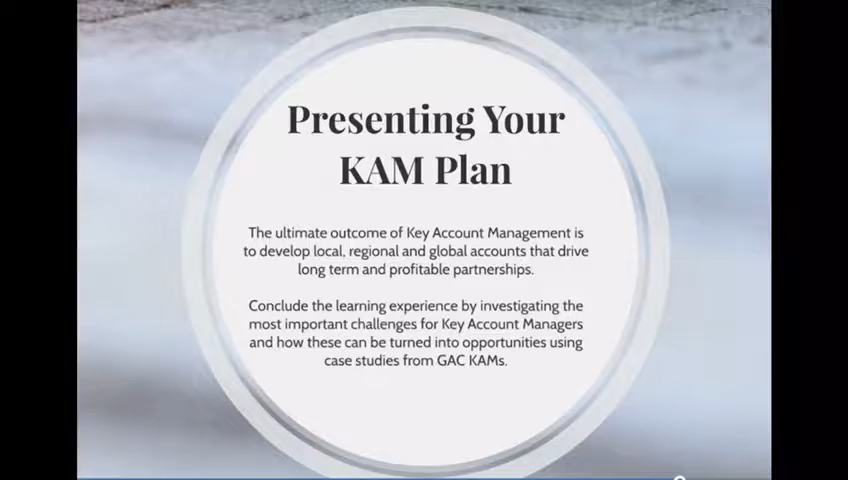 Presenting Your
KAM Plan
The ultimate outcome of Key Account Management is
to develop local, regional and global accounts that drive
long term and profitable partnerships.
Conclude the learning experience by investigating the
most important challenges for Key Account Managers
and how these can be turned into opportunities using
case studies from GAC KAMs.